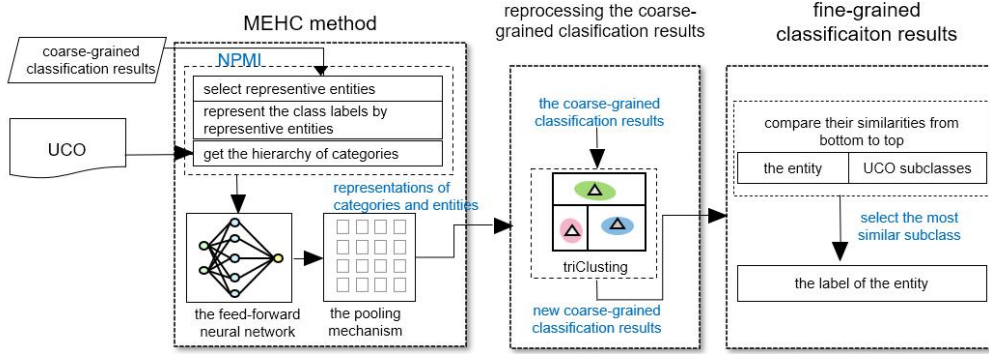 MEHC method
reprocessing the coarse-
grained clasification results
fine-grained
classificaiton results
coarse-grained
classification results
NPMI
select representive entities
represent the class labels by
representive entities
get the hierarchy of categories
UCO
representations of
categories and entities
the feed-forward
neural network
the pooling
mechanism
the coarse-grained
classification results
triClusting
new coarse-grained
classification results
compare their similarities from
bottom to top
the entity
UCO subclasses
select the most
similar subclass
the label of the entity